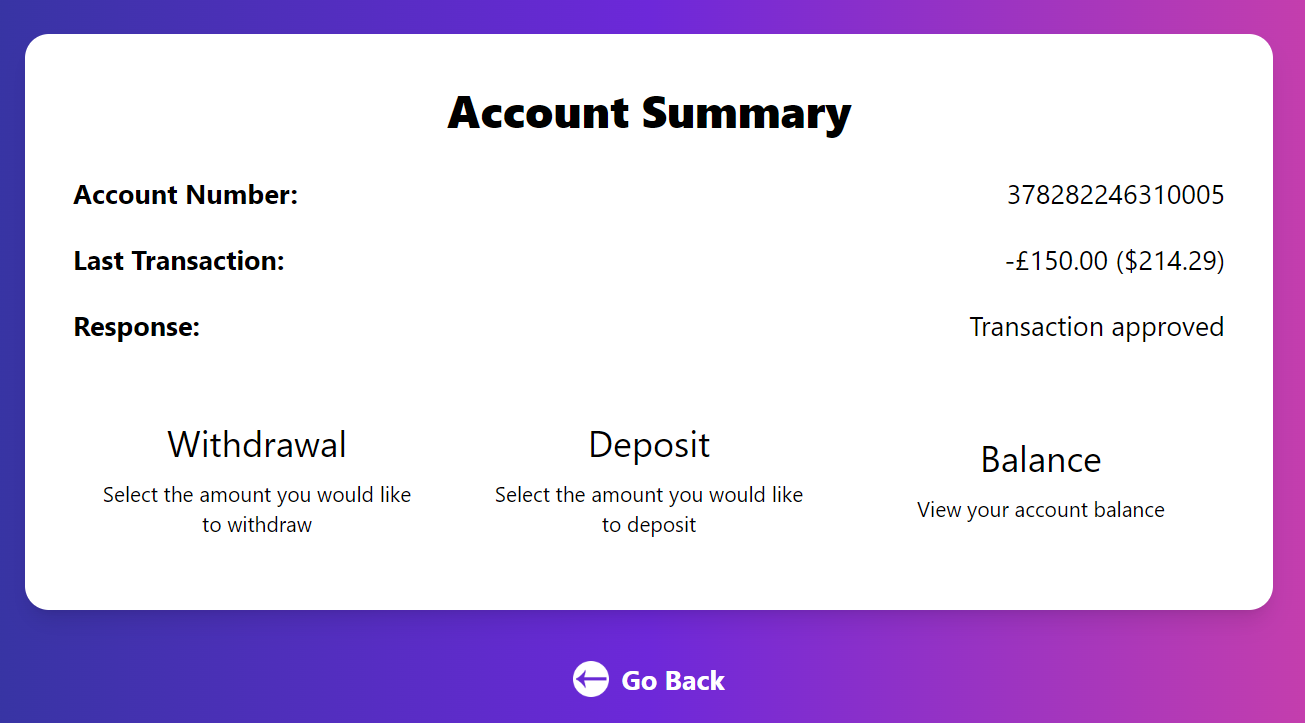 Account Summary
Account Number: 378282246310005
Last Transaction: -£150.00 ($214.29)
Response: Transaction approved
Withdrawal
Select the amount you would like
to withdraw
Deposit
Select the amount you would like
to deposit
Balance
View your account balance
Go Back